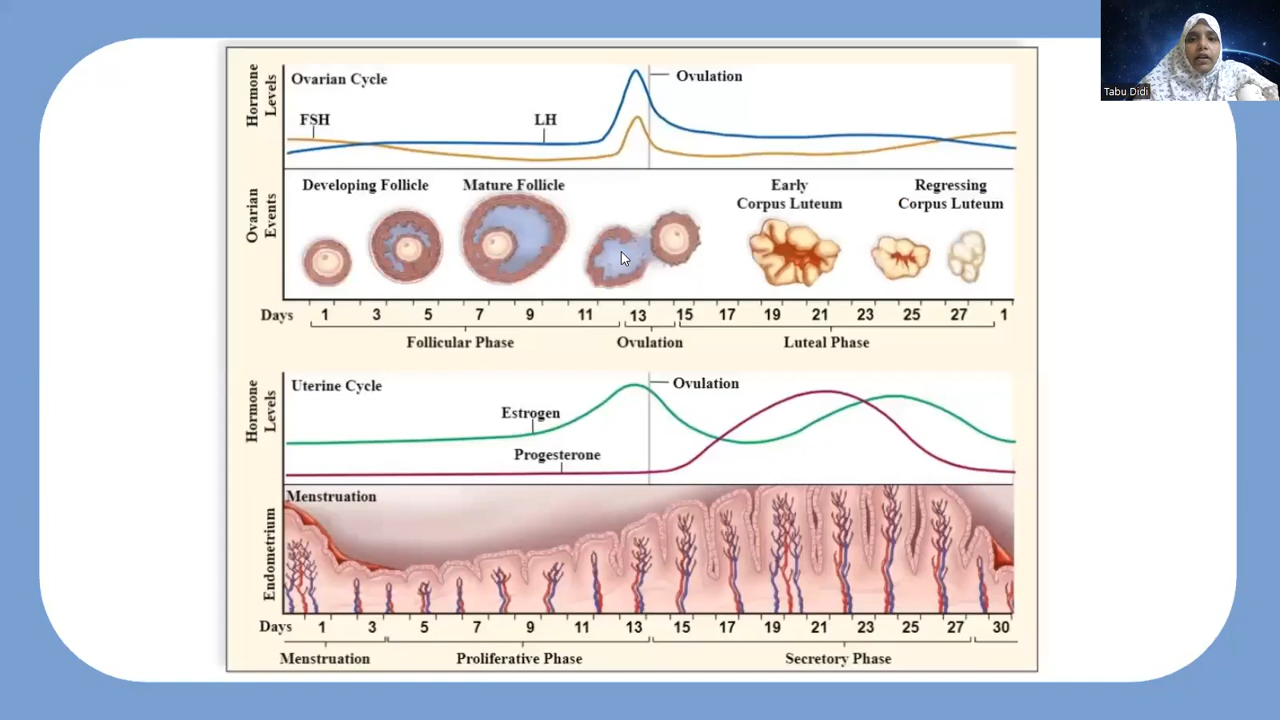 Tabu Didi
Hormone
Levels
Ovarian Cycle
Ovulation
FSH
LH
Ovarian
Events
Developing Follicle
Mature Follicle
Early
Corpus Luteum
Regressing
Corpus Luteum
Days 1 3 5 7 9 11 13 15 17 19 21 23 25 27 1
Follicular Phase
Ovulation
Luteal Phase
Hormone
Levels
Uterine Cycle
Ovulation
Estrogen
Progesterone
Endometrium
Menstruation
Days 1 3 5 7 9 11 13 15 17 19 21 23 25 27 30
Menstruation
Proliferative Phase
Secretory Phase